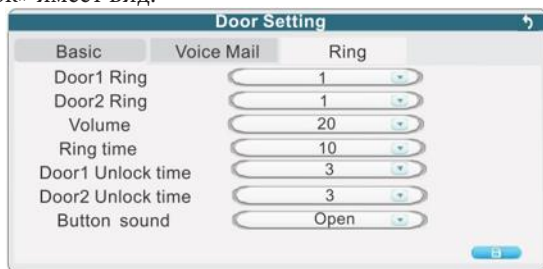 имеет вид:
Door Setting
Basic Voice Mail Ring
Door1 Ring 1
Door2 Ring 1
Volume 20
Ring time 10
Door1 Unlock time 3
Door2 Unlock time 3
Button sound Open